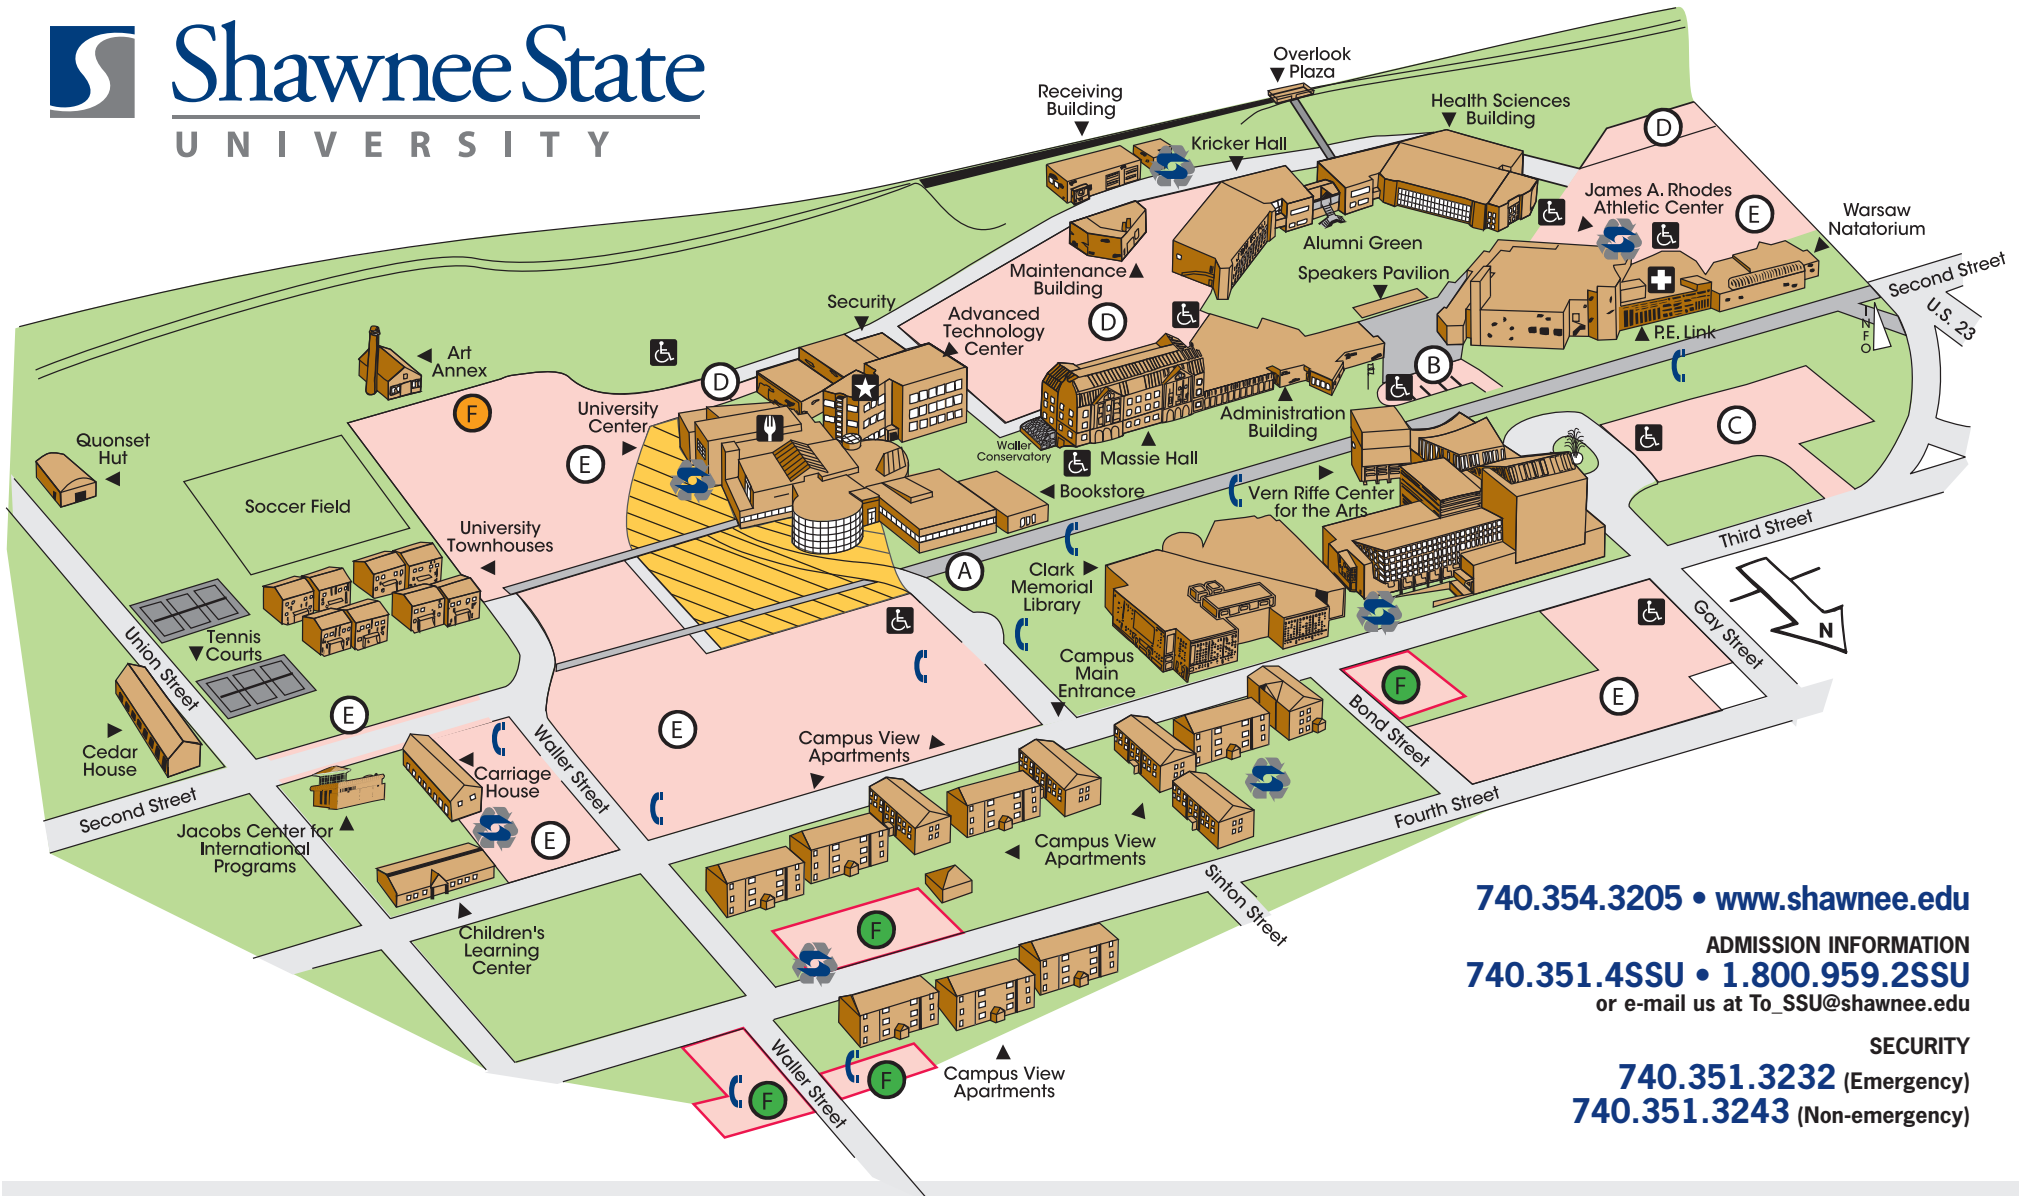 Shawnee State
UNIVERSITY
Overlook
Plaza
Receiving
Building
Health Sciences
Building
Kricker Hall
D
James A. Rhodes
Athletic Center
E
Warsaw
Natatorium
Alumni Green
Speakers Pavilion
Maintenance
Building
Second Street
U.S. 23
INFO
Security
Advanced
Technology
Center
D
P.E. Link
Art
Annex
D
B
F
University
Center
E
Administration
Building
C
Quonset
Hut
Waller
Conservatory
Massie Hall
Bookstore
Vern Riffe Center
for the Arts
Soccer Field
University
Townhouses
Third Street
A
Clark
Memorial
Library
Gay Street
N
Union Street
Tennis
Courts
Campus
Main
Entrance
F
E
Bond Street
E
E
Cedar
House
Waller Street
Campus View
Apartments
Carriage
House
Second Street
Fourth Street
Jacobs Center for
International
Programs
E
Campus View
Apartments
Sinton Street
Children's
Learning
Center
F
740.354.3205 • www.shawnee.edu
ADMISSION INFORMATION
740.351.4SSU • 1.800.959.2SSU
or e-mail us at To_SSU@shawnee.edu
SECURITY
740.351.3232 (Emergency)
740.351.3243 (Non-emergency)
Waller Street
F
F
Campus View
Apartments